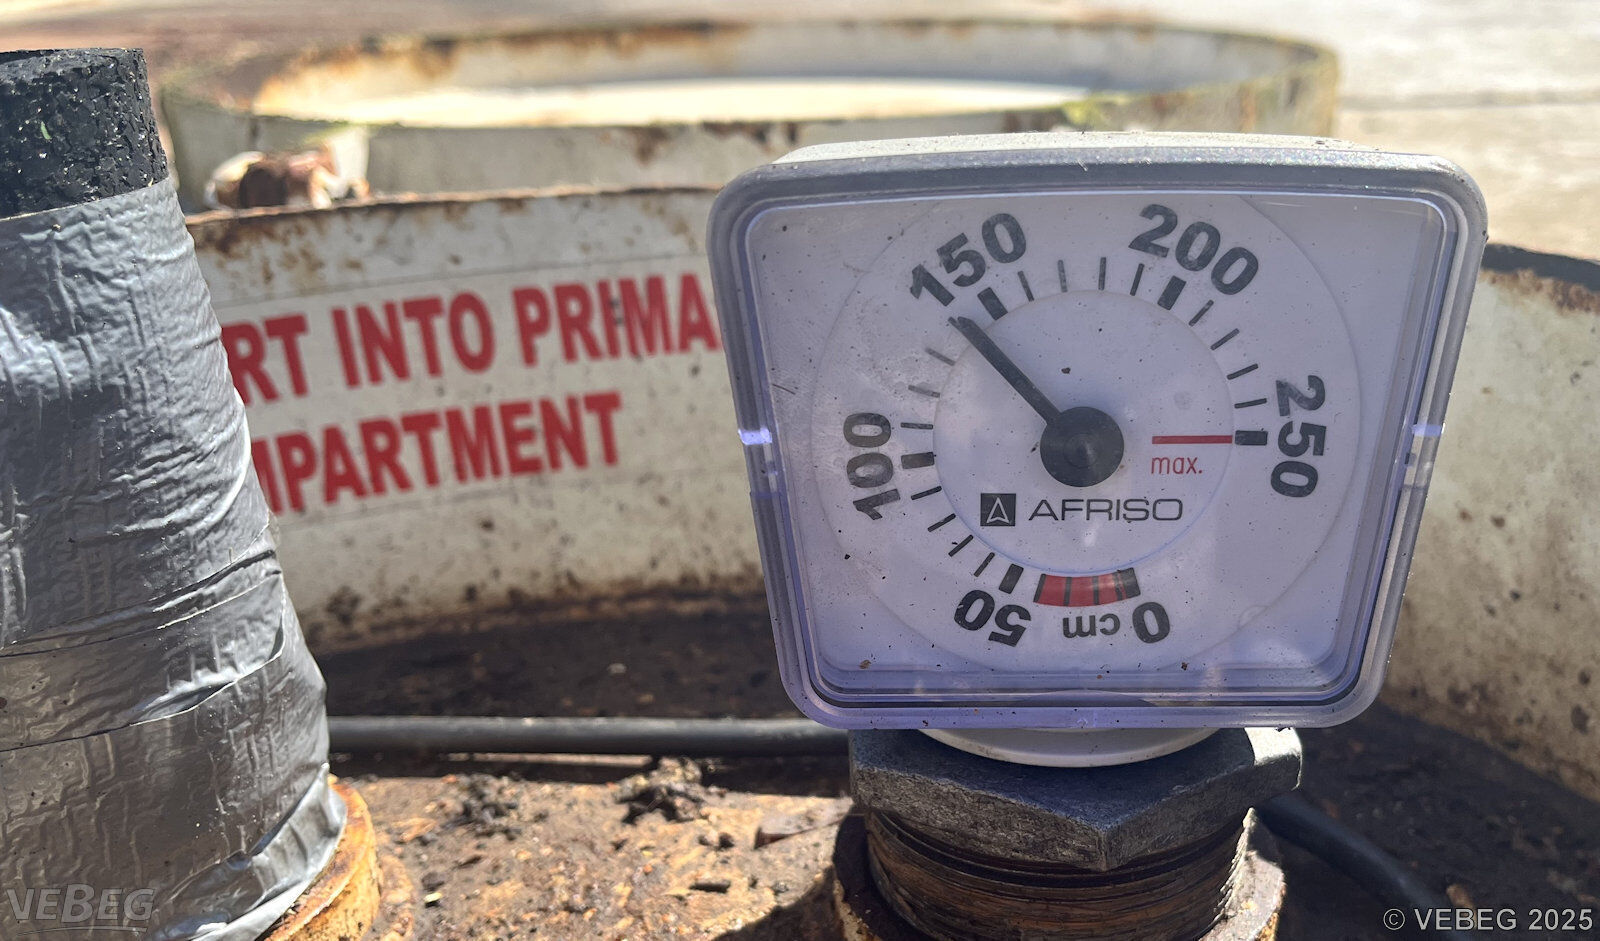 RT INTO PRIMA
MPARTMENT
150
200
100
250
max.
AFRISO
50
cm
0
VEBEG
© VEBEG 2025